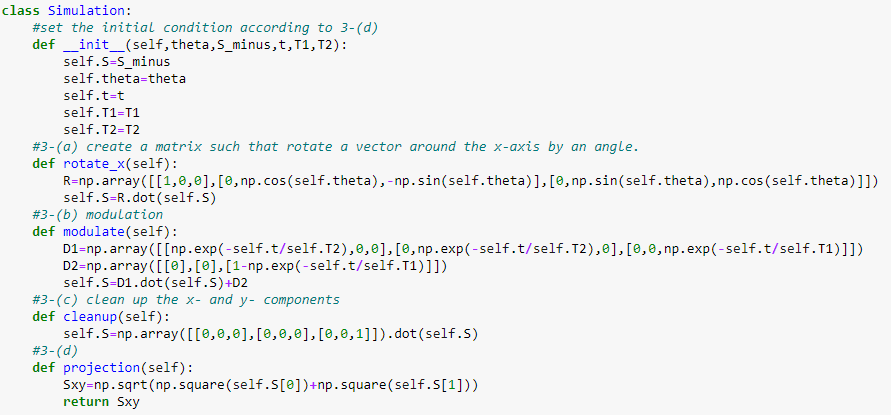 class Simulation:
    #set the initial condition according to 3-(d)
    def __init__(self,theta,S_minus,t,T1,T2):
        self.S=S_minus
        self.theta=theta
        self.t=t
        self.T1=T1
        self.T2=T2
    #3-(a) create a matrix such that rotate a vector around the x-axis by an angle.
    def rotate_x(self):
        R=np.array([[1,0,0],[0,np.cos(self.theta),-np.sin(self.theta)],[0,np.sin(self.theta),np.cos(self.theta)]])
        self.S=R.dot(self.S)
    #3-(b) modulation
    def modulate(self):
        D1=np.array([[np.exp(-self.t/self.T2),0,0],[0,np.exp(-self.t/self.T2),0],[0,0,np.exp(-self.t/self.T1)]])
        D2=np.array([[0],[0],[1-np.exp(-self.t/self.T1)]])
        self.S=D1.dot(self.S)+D2
    #3-(c) clean up the x- and y- components
    def cleanup(self):
        self.S=np.array([[0,0,0],[0,0,0],[0,0,1]]).dot(self.S)
    #3-(d)
    def projection(self):
        Sxy=np.sqrt(np.square(self.S[0])+np.square(self.S[1]))
        return Sxy